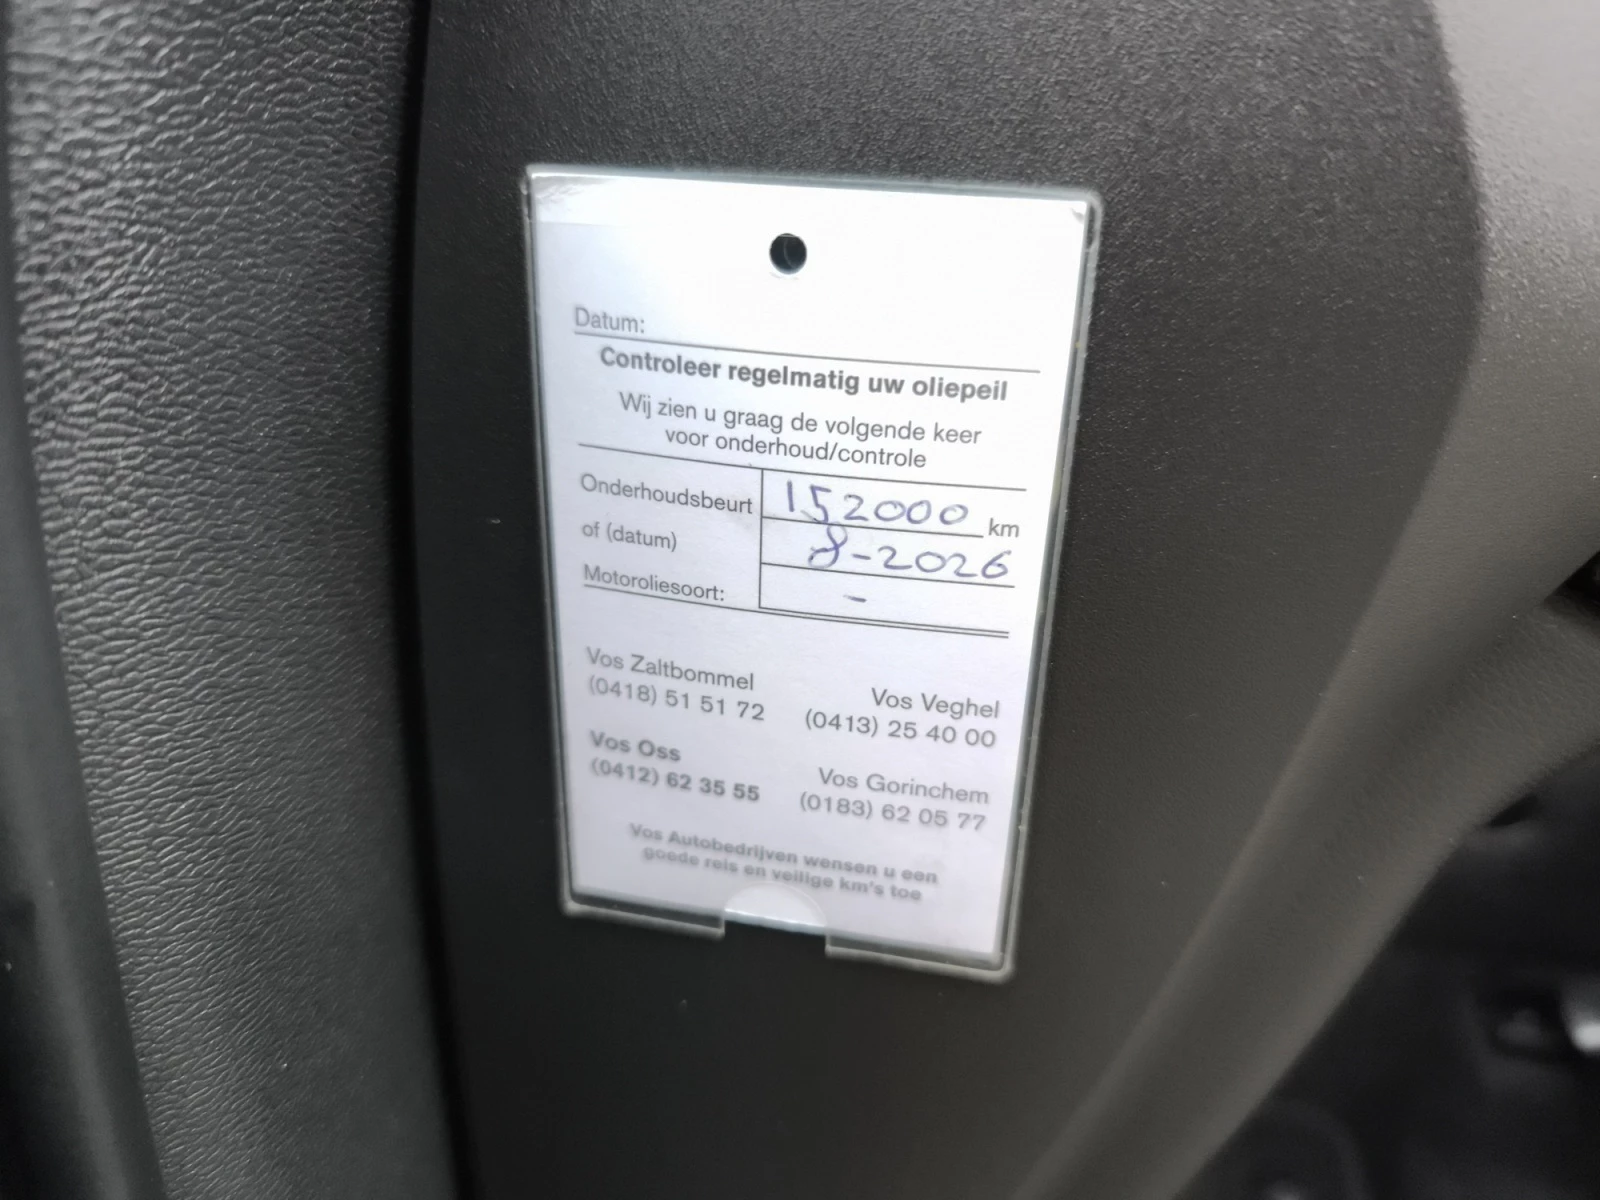 Datum:
Controleer regelmatig uw oliepeil
Wij zien u graag de volgende keer
voor onderhoud/controle
Onderhoudsbeurt 152000 km
of (datum) 8-2026
Motoroliesoort: -
Vos Zaltbommel
(0418) 51 51 72
Vos Veghel
(0413) 25 40 00
Vos Oss
(0412) 62 35 55
Vos Gorinchem
(0183) 62 05 77
Vos Autobedrijven wensen u een
goede reis en veilige km's toe